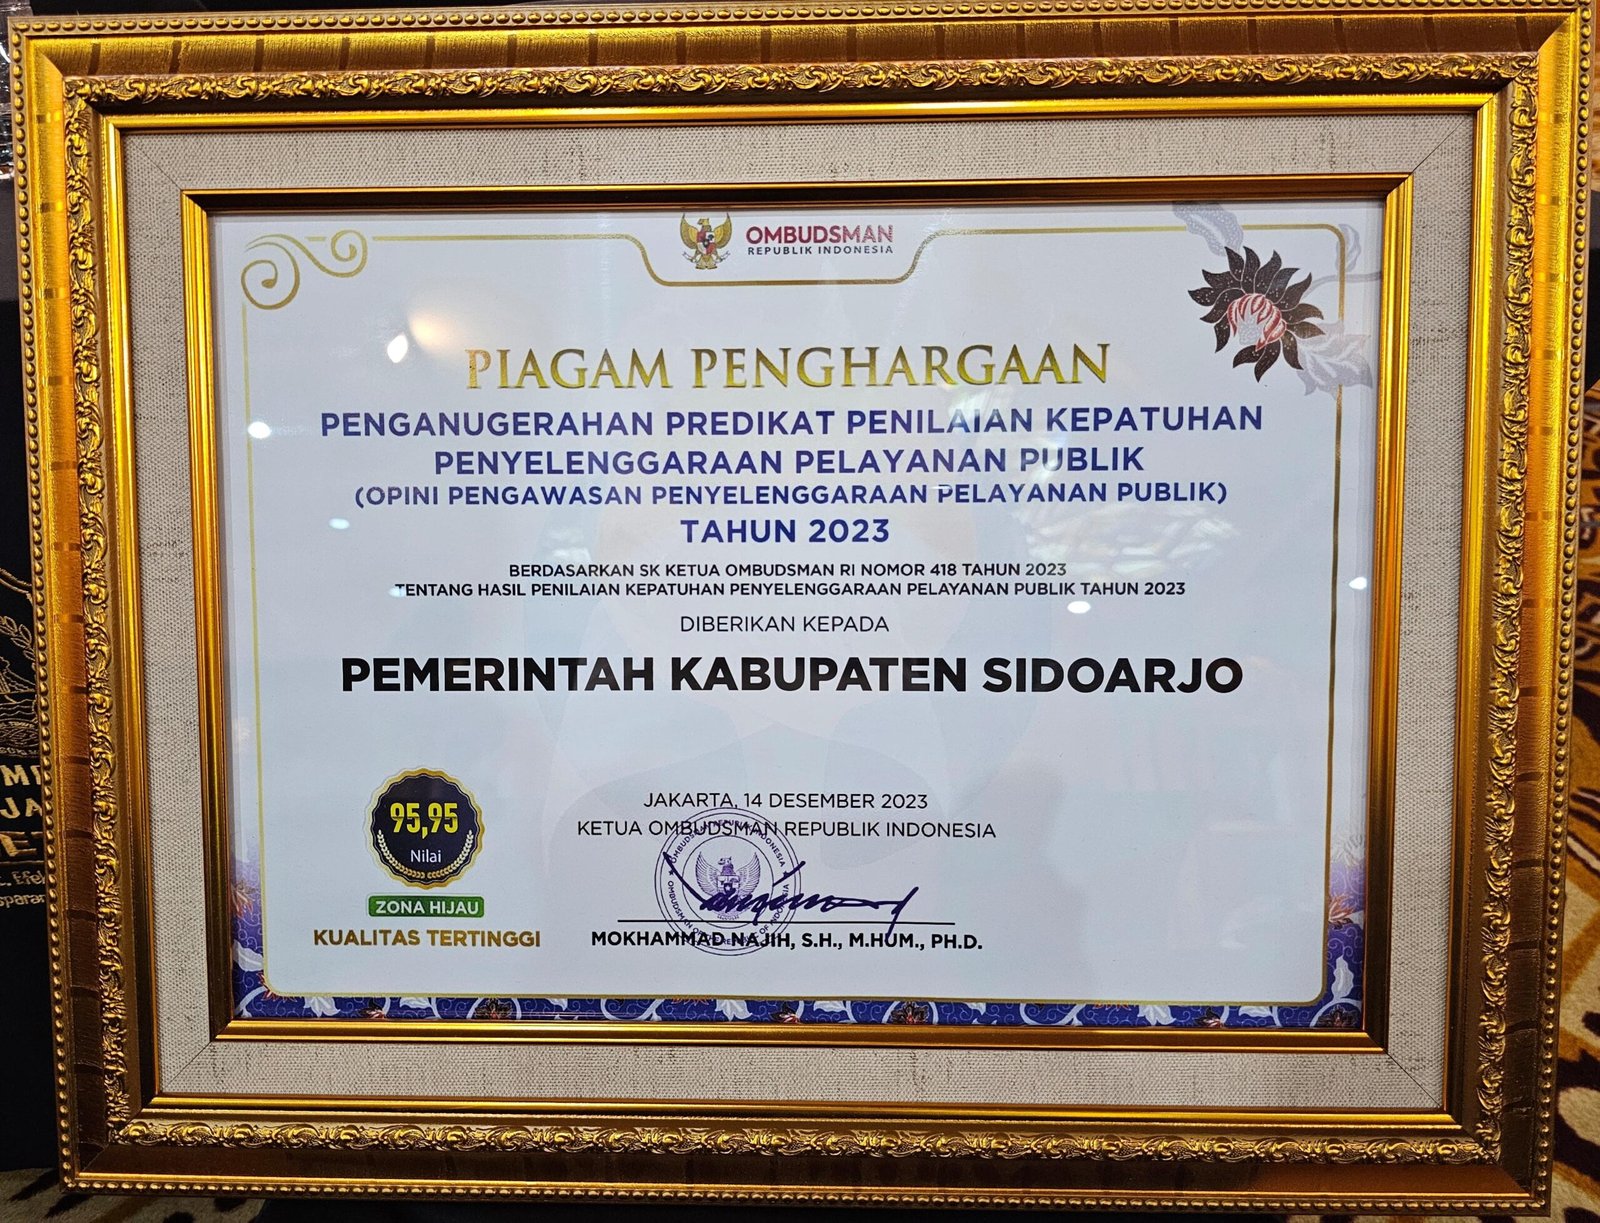 OMBUDSMAN
REPUBLIK INDONESIA
PIAGAM PENGHARGAAN
PENGANUGERAHAN PREDIKAT PENILAIAN KEPATUHAN
PENYELENGGARAAN PELAYANAN PUBLIK
(OPINI PENGAWASAN PENYELENGGARAAN PELAYANAN PUBLIK)
TAHUN 2023
BERDASARKAN SK KETUA OMBUDSMAN RI NOMOR 418 TAHUN 2023
TENTANG HASIL PENILAIAN KEPATUHAN PENYELENGGARAAN PELAYANAN PUBLIK TAHUN 2023
DIBERIKAN KEPADA
PEMERINTAH KABUPATEN SIDOARJO
95,95
Nilai
ZONA HIJAU
KUALITAS TERTINGGI
JAKARTA, 14 DESEMBER 2023
KETUA OMBUDSMAN REPUBLIK INDONESIA
MOKHAMMAD NAJIH, S.H., M.HUM., PH.D.